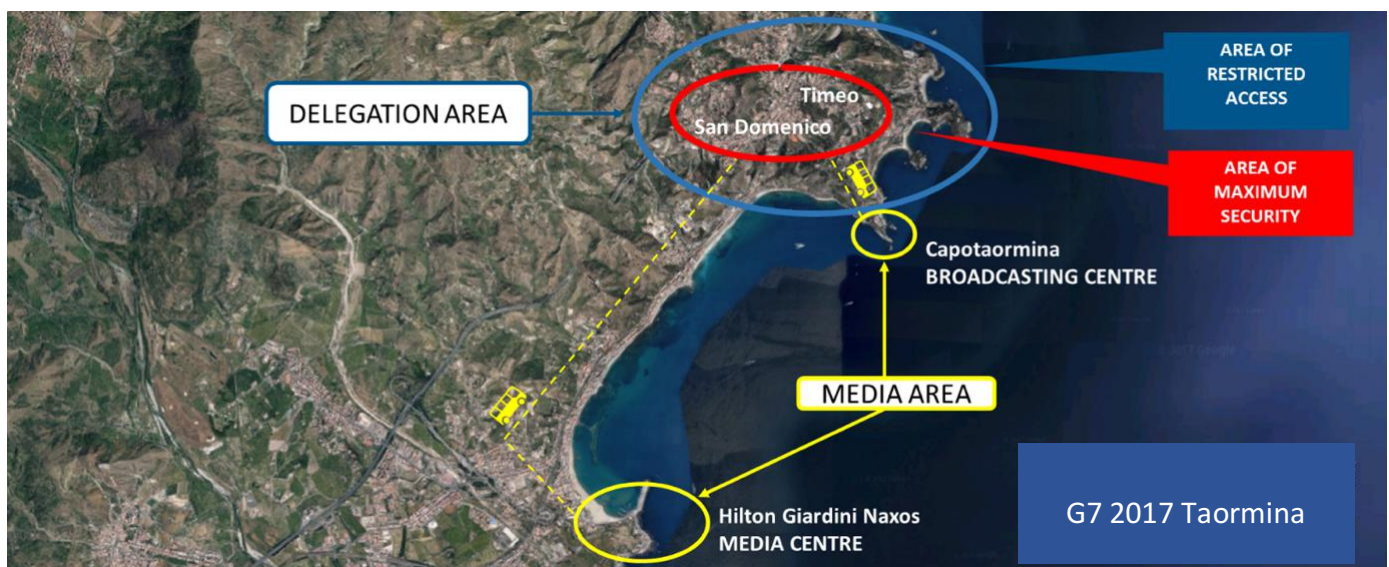 AREA OF
RESTRICTED
ACCESS
DELEGATION AREA
Timeo
San Domenico
AREA OF
MAXIMUM
SECURITY
Capotaormina
BROADCASTING CENTRE
MEDIA AREA
Hilton Giardini Naxos
MEDIA CENTRE
G7 2017 Taormina